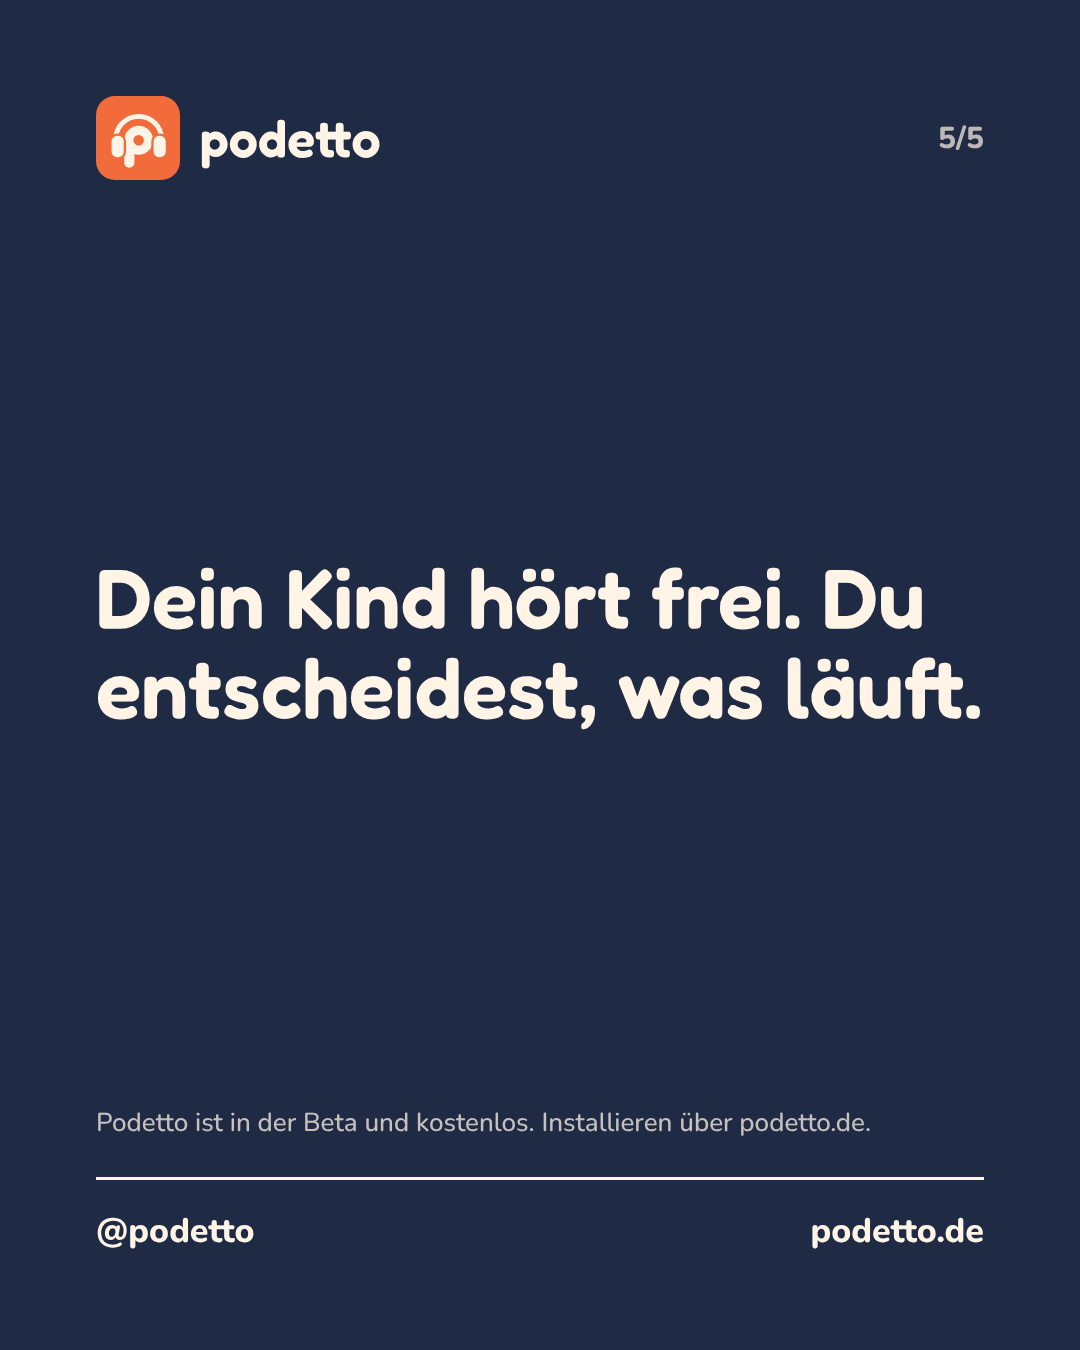 podetto
5/5
Dein Kind hört frei. Du
entscheidest, was läuft.
Podetto ist in der Beta und kostenlos. Installieren über podetto.de.
@podetto
podetto.de